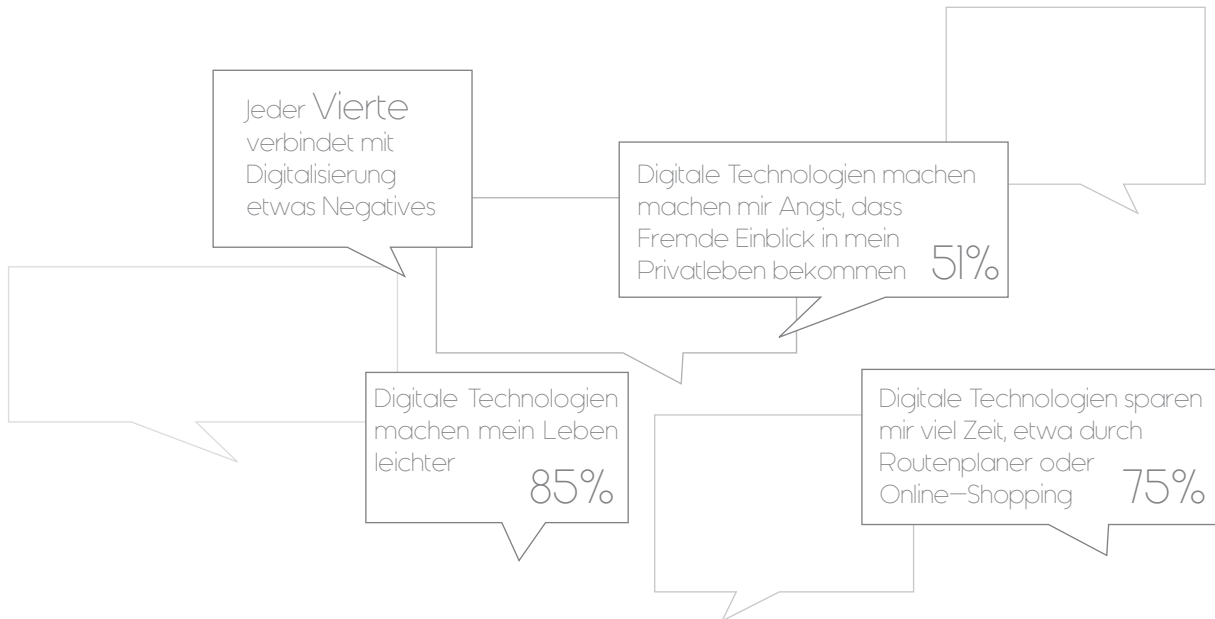 Jeder Vierte
verbindet mit
Digitalisierung
etwas Negatives
Digitale Technologien machen
machen mir Angst, dass
Fremde Einblick in mein
Privatleben bekommen 51%
Digitale Technologien
machen mein Leben
leichter
85%
Digitale Technologien sparen
mir viel Zeit, etwa durch
Routenplaner oder
Online–Shopping 75%